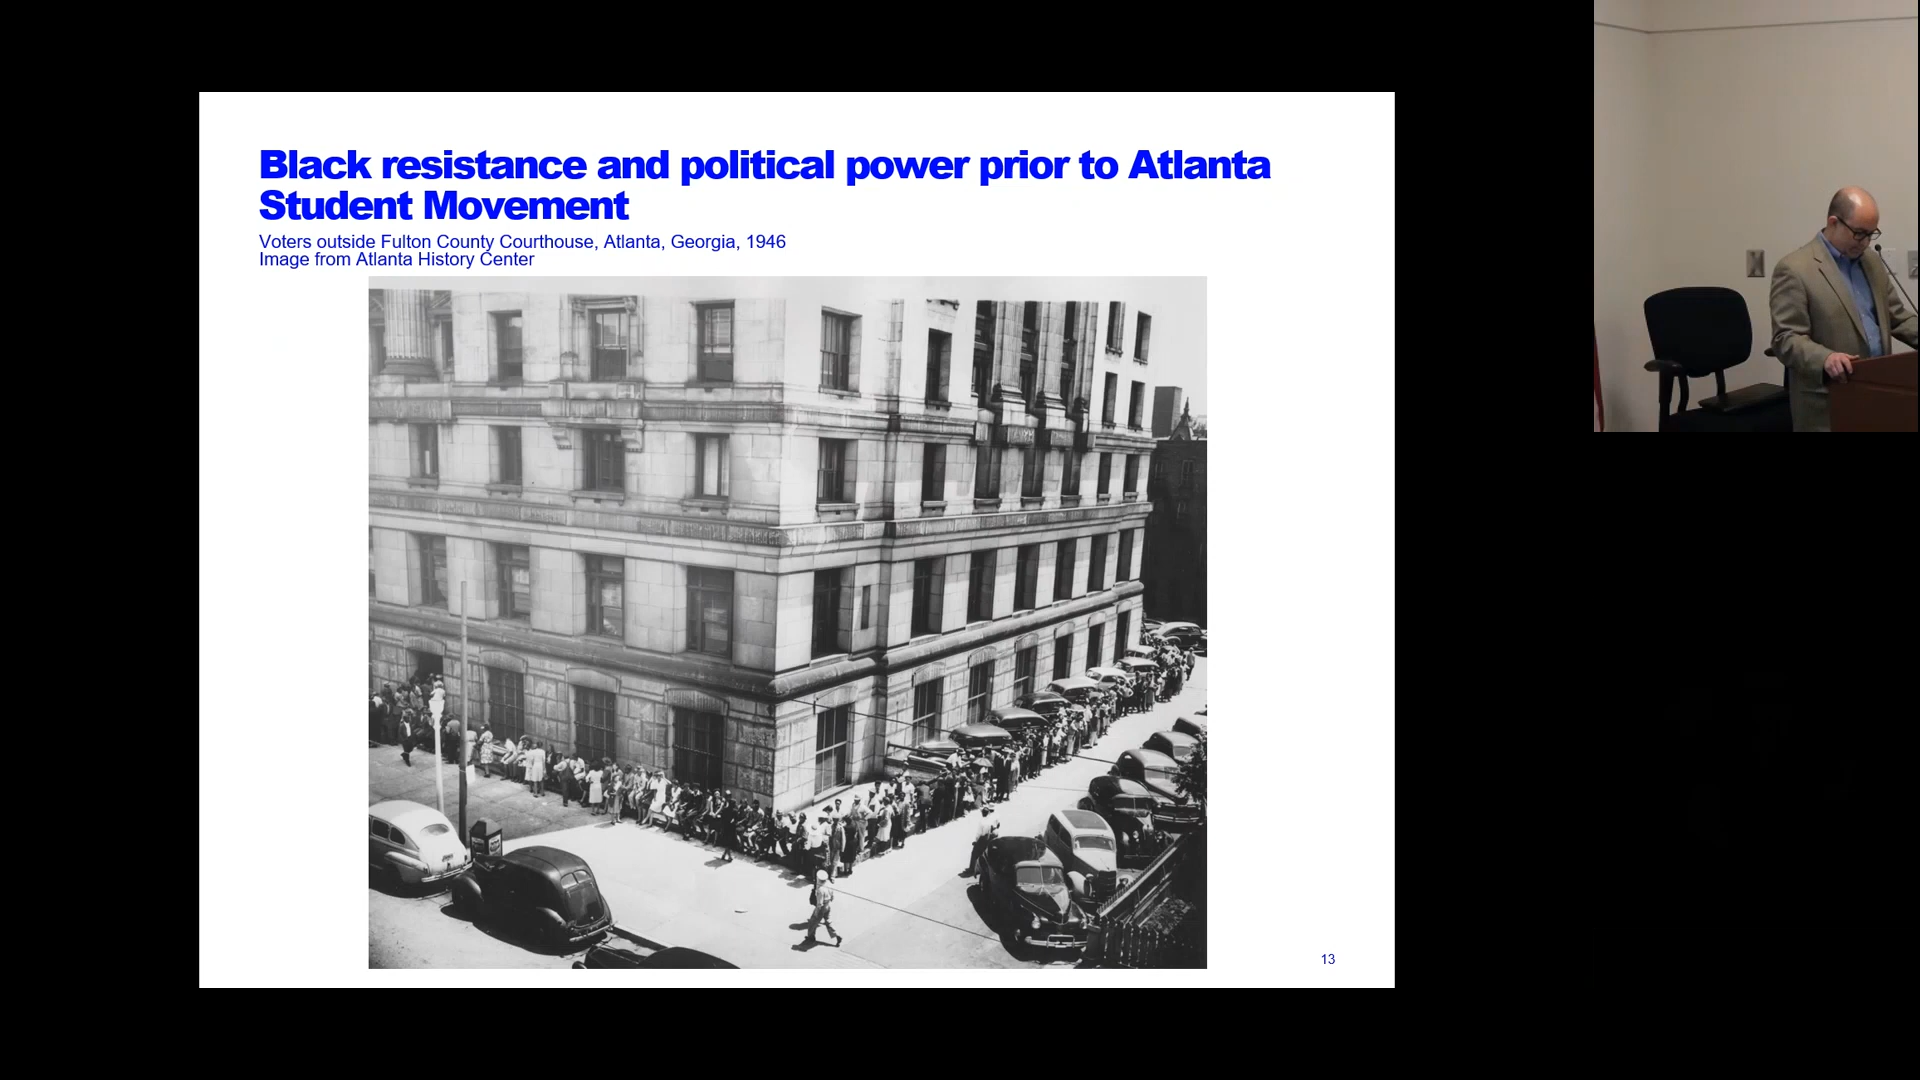 Black resistance and political power prior to Atlanta
Student Movement
Voters outside Fulton County Courthouse, Atlanta, Georgia, 1946
Image from Atlanta History Center
13